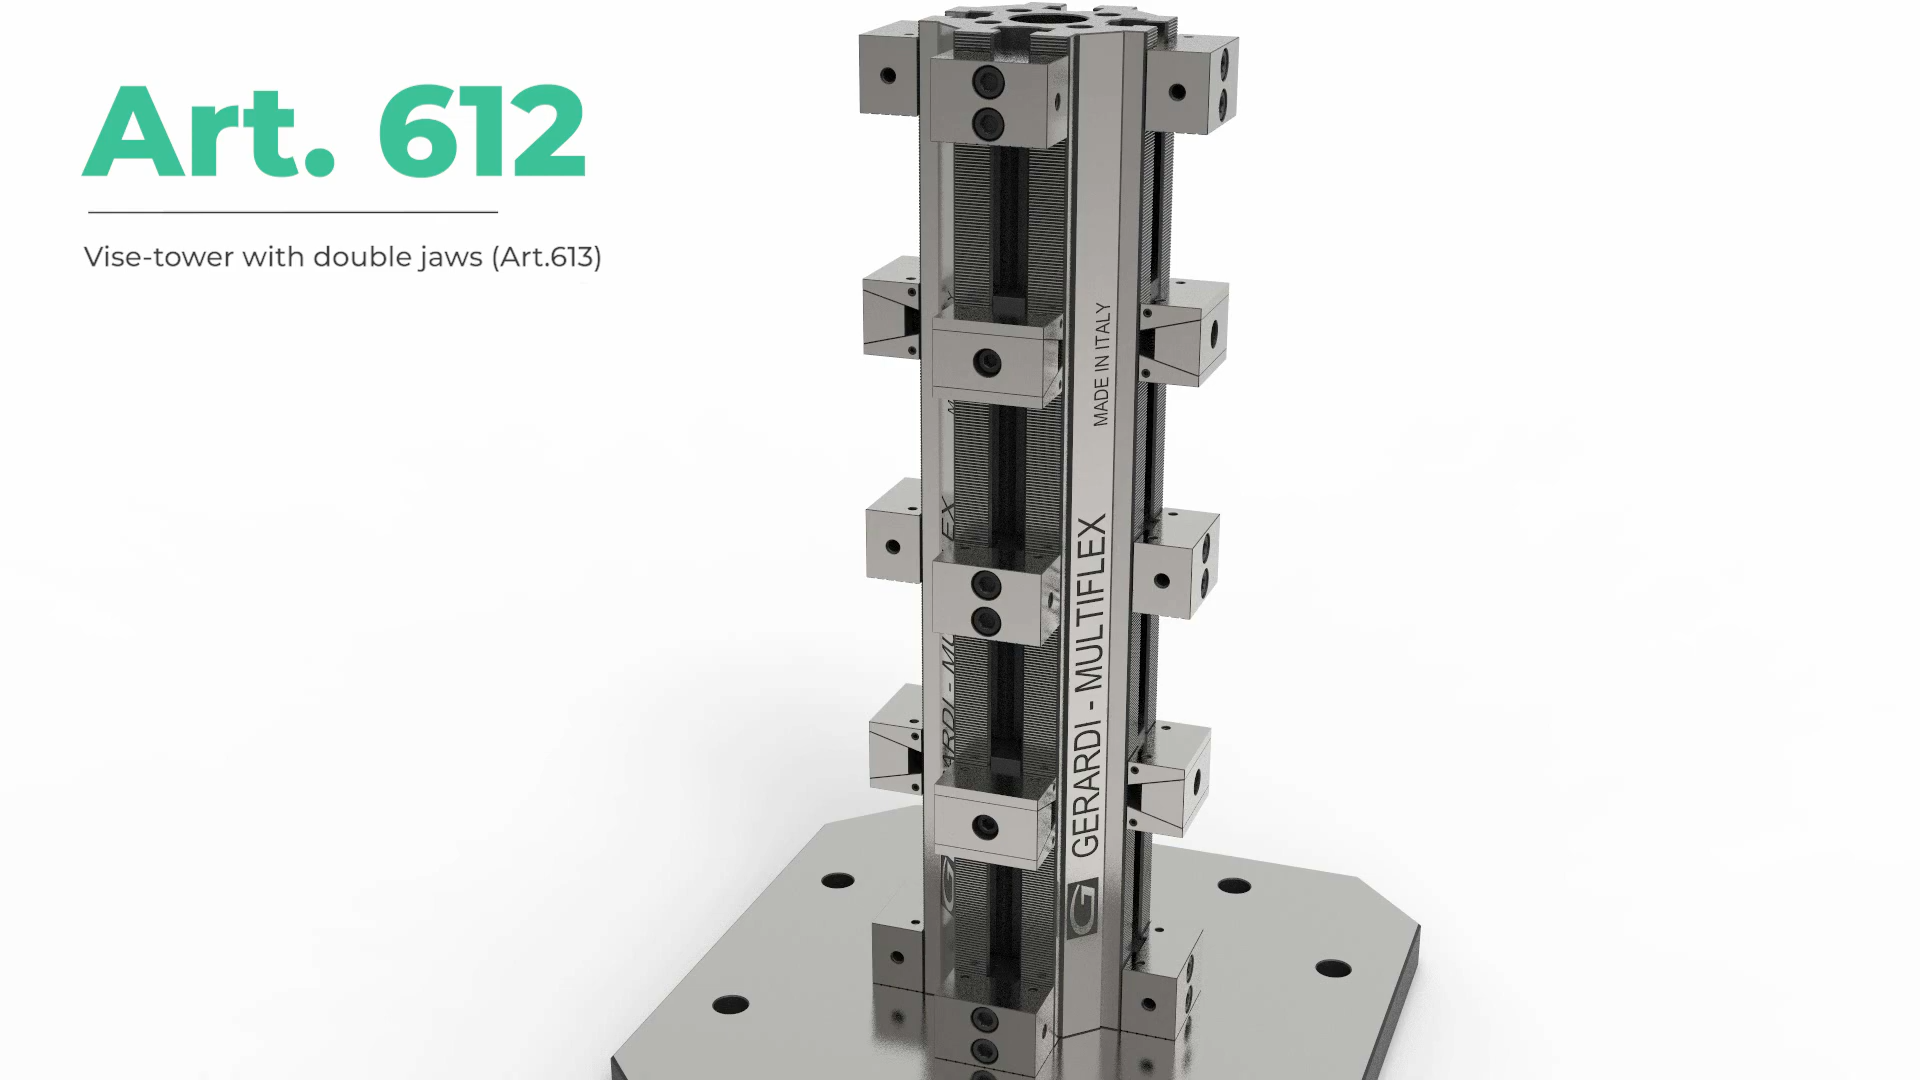 Art. 612
Vise-tower with double jaws (Art.613)
MADE IN ITALY
GERARDI - MULTIFLEX
G